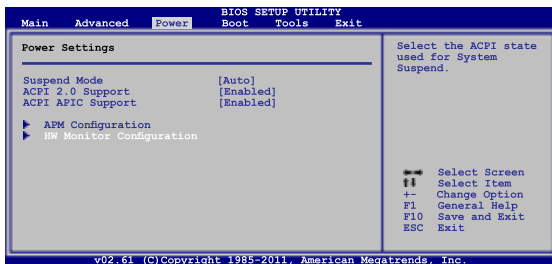 BIOS SETUP UTILITY
Main Advanced Power Boot Tools Exit
Power Settings
Suspend Mode [Auto]
ACPI 2.0 Support [Enabled]
ACPI APIC Support [Enabled]
APM Configuration
HW Monitor Configuration
Select the ACPI state
used for System
Suspend.
Select Screen
Select Item
+- Change Option
F1 General Help
F10 Save and Exit
ESC Exit
v02.61 (C)Copyright 1985-2011, American Megatrends, Inc.